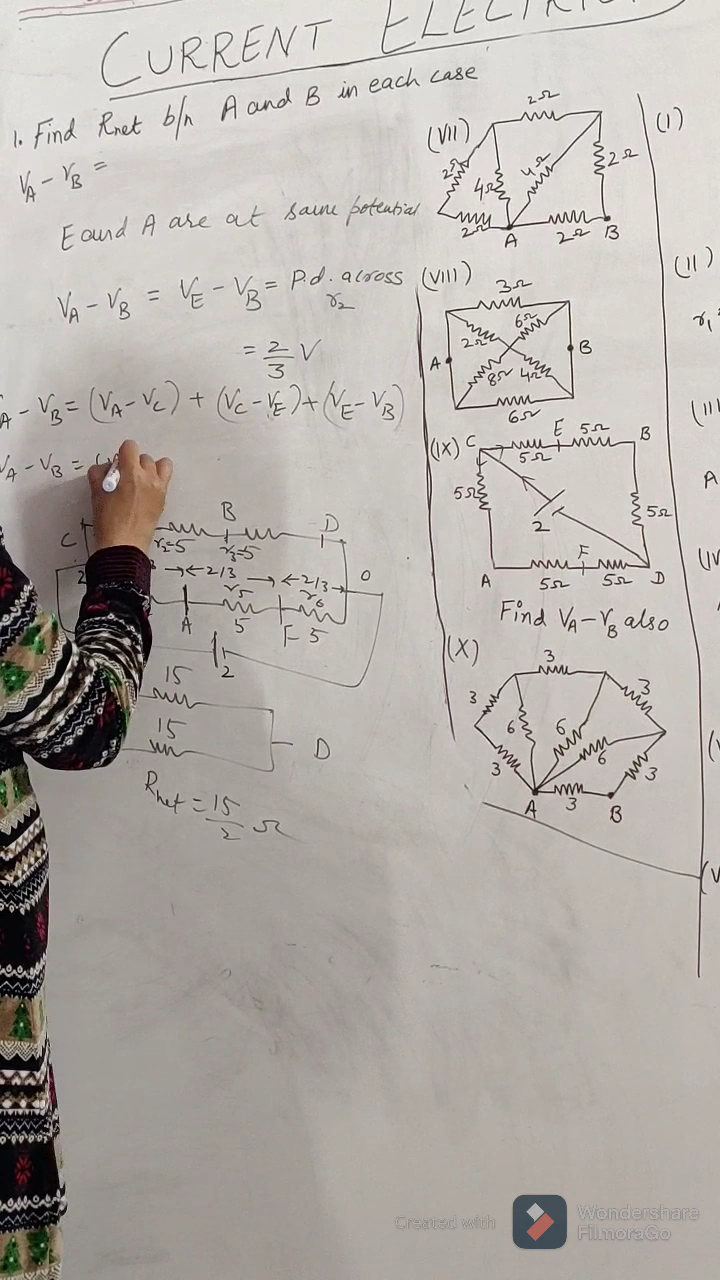 CURRENT ELECTRI
1. Find Rnet b/n A and B in each case
VA - VB =
E and A are at same potential
VA - VB = VE - VB = P.d. across
r2
= 2/3 V
A - VB = (VA - VC) + (VC - VE) + (VE - VB)
VA - VB =
C
r2=5
B
r3=5
D
←2/3→
←2/3→
O
A
r5
5
F
r6
5
2
15
15
D
Rnet = 15/2 Ω
(VII)
2Ω
2Ω
4Ω
4Ω
2Ω
2Ω
A
2Ω
B
(VIII)
3Ω
2Ω
6Ω
A
B
8Ω
4Ω
6Ω
(IX)
C
E
B
5Ω
5Ω
5Ω
5Ω
2
A
F
D
5Ω
5Ω
Find VA - VB also
(X)
3
3
3
6
6
6
3
3
A
3
B
(I)
(II)
r1
(III
A
(IV
(V
Created with
Wondershare
FilmoraGo